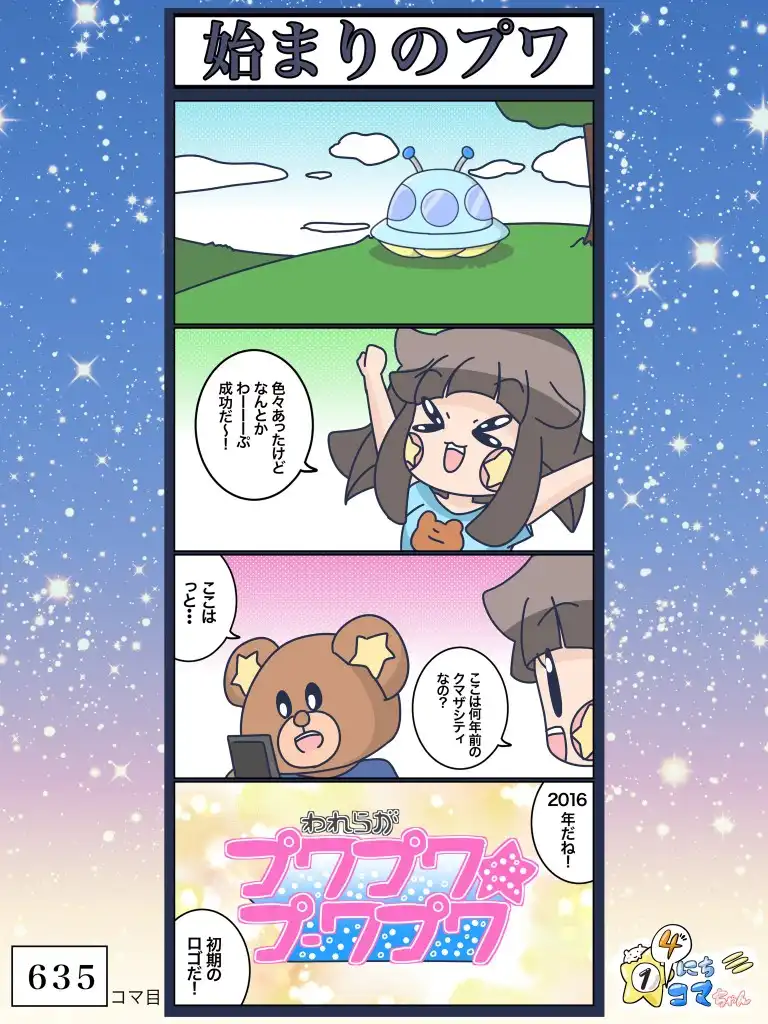 始まりのプワ
色々あったけど
なんとか
わーーーぷ
成功だ〜！
ここは何年前の
クマザシティ
なの？
ここは
っと…
2016
年だね！
われらが
プワプワ☆
プープワプワ
初期の
ロゴだ！
635
コマ目
1
にち
4
コマ
ちゃん